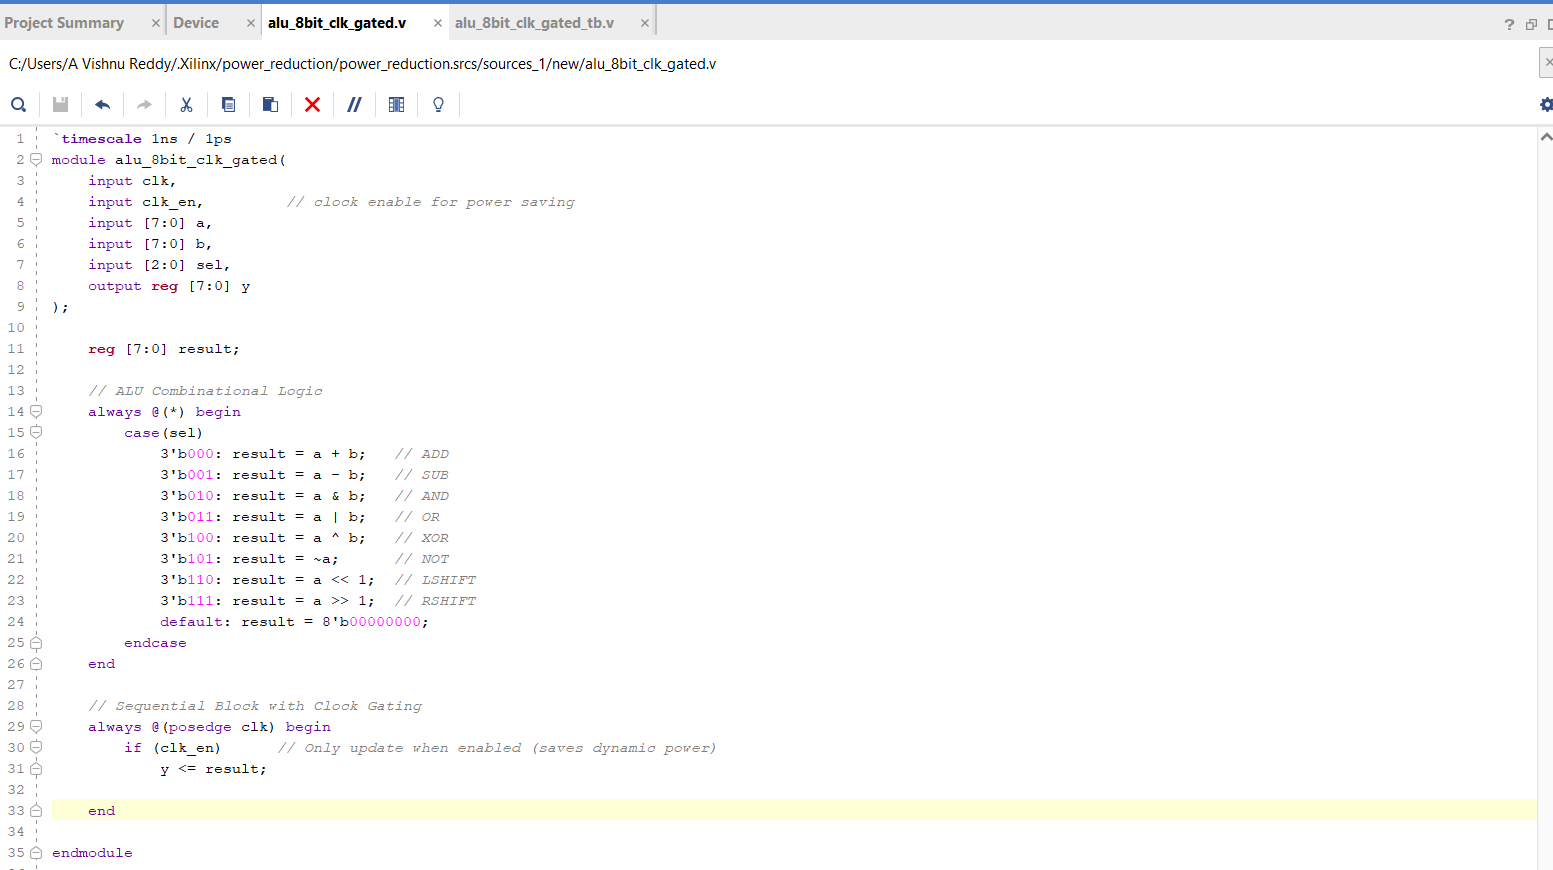 Project Summary × Device × alu_8bit_clk_gated.v × alu_8bit_clk_gated_tb.v × ?
C:/Users/A Vishnu Reddy/.Xilinx/power_reduction/power_reduction.srcs/sources_1/new/alu_8bit_clk_gated.v
1 `timescale 1ns / 1ps
2 module alu_8bit_clk_gated(
3 input clk,
4 input clk_en, // clock enable for power saving
5 input [7:0] a,
6 input [7:0] b,
7 input [2:0] sel,
8 output reg [7:0] y
9 );
10
11 reg [7:0] result;
12
13 // ALU Combinational Logic
14 always @(*) begin
15 case(sel)
16 3'b000: result = a + b; // ADD
17 3'b001: result = a - b; // SUB
18 3'b010: result = a & b; // AND
19 3'b011: result = a | b; // OR
20 3'b100: result = a ^ b; // XOR
21 3'b101: result = ~a; // NOT
22 3'b110: result = a << 1; // LSHIFT
23 3'b111: result = a >> 1; // RSHIFT
24 default: result = 8'b00000000;
25 endcase
26 end
27
28 // Sequential Block with Clock Gating
29 always @(posedge clk) begin
30 if (clk_en) // Only update when enabled (saves dynamic power)
31 y <= result;
32
33 end
34
35 endmodule